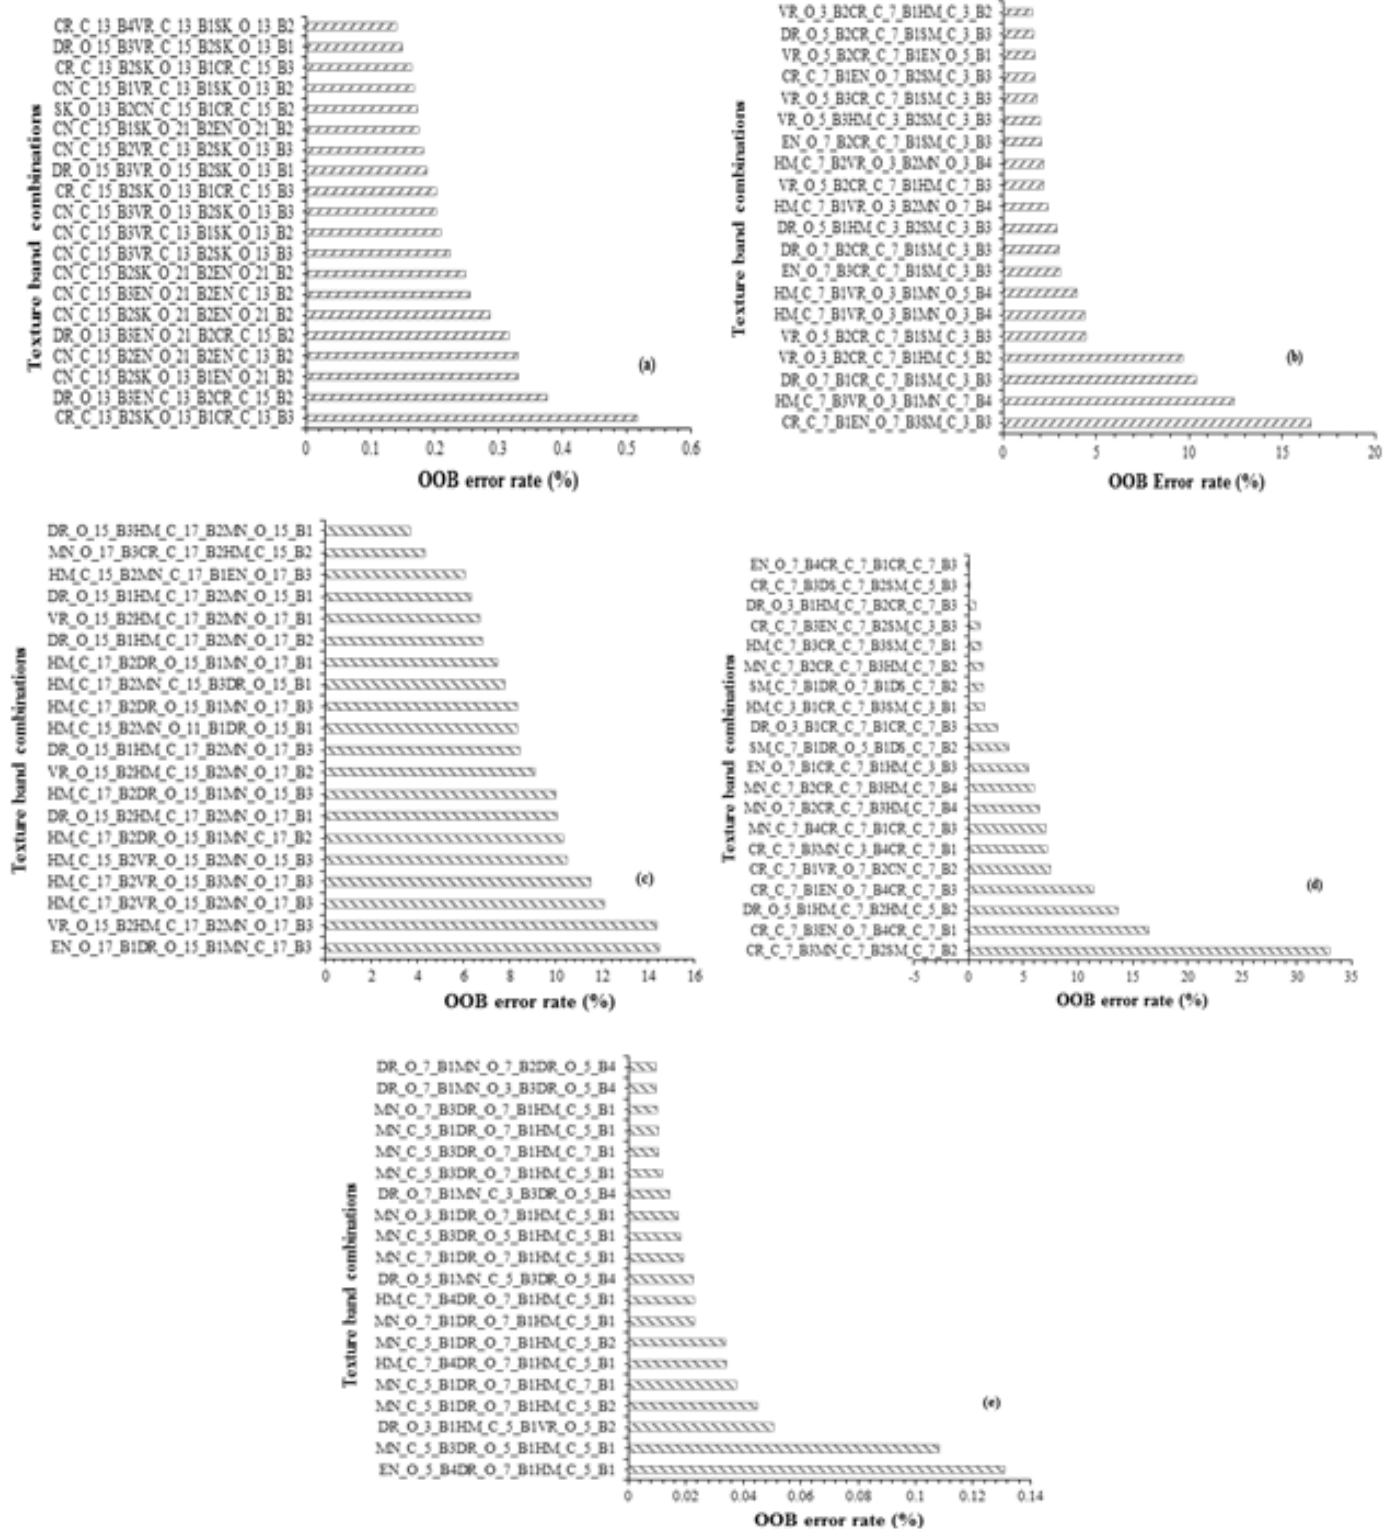 Texture band combinations
CR_C_13_B4VR_C_13_B1SK_O_13_B2
DR_O_15_B3VR_C_15_B2SK_O_13_B1
CR_C_13_B2SK_O_13_B1CR_C_15_B3
CN_C_15_B1VR_C_13_B1SK_O_13_B2
SK_O_13_B2CN_C_15_B1CR_C_15_B2
CN_C_15_B1SK_O_21_B2EN_O_21_B2
CN_C_15_B2VR_C_13_B2SK_O_13_B3
DR_O_15_B3VR_O_15_B2SK_O_13_B1
CR_C_15_B2SK_O_13_B1CR_C_15_B3
CN_C_15_B3VR_O_13_B2SK_O_13_B3
CN_C_15_B3VR_C_13_B1SK_O_13_B2
CN_C_15_B3VR_C_13_B2SK_O_13_B3
CN_C_15_B2SK_O_21_B2EN_O_21_B2
CN_C_15_B3EN_O_21_B2EN_C_13_B2
CN_C_15_B2SK_O_21_B2EN_O_21_B2
DR_O_13_B3EN_O_21_B2CR_C_15_B2
CN_C_15_B2EN_O_21_B2EN_C_13_B2
CN_C_15_B2SK_O_13_B1EN_O_21_B2
DR_O_13_B3EN_C_13_B2CR_C_15_B2
CR_C_13_B2SK_O_13_B1CR_C_13_B3
(a)
0 0.1 0.2 0.3 0.4 0.5 0.6
OOB error rate (%)
Texture band combinations
VR_O_3_B2CR_C_7_B1HM_C_3_B2
DR_O_5_B2CR_C_7_B1SM_C_3_B3
VR_O_5_B2CR_C_7_B1EN_O_5_B1
CR_C_7_B1EN_O_7_B2SM_C_3_B3
VR_O_5_B3CR_C_7_B1SM_C_3_B3
VR_O_5_B3HM_C_3_B2SM_C_3_B3
EN_O_7_B2CR_C_7_B1SM_C_3_B3
HM_C_7_B2VR_O_3_B2MN_O_3_B4
VR_O_5_B2CR_C_7_B1HM_C_7_B3
HM_C_7_B1VR_O_3_B2MN_O_7_B4
DR_O_5_B1HM_C_3_B2SM_C_3_B3
DR_O_7_B2CR_C_7_B1SM_C_3_B3
EN_O_7_B3CR_C_7_B1SM_C_3_B3
HM_C_7_B1VR_O_3_B1MN_O_5_B4
HM_C_7_B1VR_O_3_B1MN_O_3_B4
VR_O_5_B2CR_C_7_B1SM_C_3_B3
VR_O_3_B2CR_C_7_B1HM_C_5_B2
DR_O_7_B1CR_C_7_B1SM_C_3_B3
HM_C_7_B3VR_O_3_B1MN_C_7_B4
CR_C_7_B1EN_O_7_B3SM_C_3_B3
(b)
0 5 10 15 20
OOB Error rate (%)
Texture band combinations
DR_O_15_B3HM_C_17_B2MN_O_15_B1
MN_O_17_B3CR_C_17_B2HM_C_15_B2
HM_C_15_B2MN_C_17_B1EN_O_17_B3
DR_O_15_B1HM_C_17_B2MN_O_15_B1
VR_O_15_B2HM_C_17_B2MN_O_17_B1
DR_O_15_B1HM_C_17_B2MN_O_17_B2
HM_C_17_B2DR_O_15_B1MN_O_17_B1
HM_C_17_B2MN_C_15_B3DR_O_15_B1
HM_C_17_B2DR_O_15_B1MN_O_17_B3
HM_C_15_B2MN_O_11_B1DR_O_15_B1
DR_O_15_B1HM_C_17_B2MN_O_17_B3
VR_O_15_B2HM_C_15_B2MN_O_17_B2
HM_C_17_B2DR_O_15_B1MN_O_15_B3
DR_O_15_B2HM_C_17_B2MN_O_17_B1
HM_C_17_B2DR_O_15_B1MN_C_17_B2
HM_C_15_B2VR_O_15_B2MN_O_15_B3
HM_C_17_B2VR_O_15_B3MN_O_17_B3
HM_C_17_B2VR_O_15_B2MN_O_17_B3
VR_O_15_B2HM_C_17_B2MN_O_17_B3
EN_O_17_B1DR_O_15_B1MN_C_17_B3
(c)
0 2 4 6 8 10 12 14 16
OOB error rate (%)
Texture band combinations
EN_O_7_B4CR_C_7_B1CR_C_7_B3
CR_C_7_B3DS_C_7_B2SM_C_5_B3
DR_O_3_B1HM_C_7_B2CR_C_7_B3
CR_C_7_B3EN_C_7_B2SM_C_3_B3
HM_C_7_B3CR_C_7_B3SM_C_7_B1
MN_C_7_B2CR_C_7_B3HM_C_7_B2
SM_C_7_B1DR_O_7_B1DS_C_7_B2
HM_C_3_B1CR_C_7_B3SM_C_3_B1
DR_O_3_B1CR_C_7_B1CR_C_7_B3
SM_C_7_B1DR_O_5_B1DS_C_7_B2
EN_O_7_B1CR_C_7_B1HM_C_3_B3
MN_C_7_B2CR_C_7_B3HM_C_7_B4
MN_O_7_B2CR_C_7_B3HM_C_7_B4
MN_C_7_B4CR_C_7_B1CR_C_7_B3
CR_C_7_B3MN_C_3_B4CR_C_7_B1
CR_C_7_B1VR_O_7_B2CN_C_7_B2
CR_C_7_B1EN_O_7_B4CR_C_7_B3
DR_O_5_B1HM_C_7_B2HM_C_5_B2
CR_C_7_B3EN_O_7_B4CR_C_7_B1
CR_C_7_B3MN_C_7_B2SM_C_7_B2
(d)
-5 0 5 10 15 20 25 30 35
OOB error rate (%)
Texture band combinations
DR_O_7_B1MN_O_7_B2DR_O_5_B4
DR_O_7_B1MN_O_3_B3DR_O_5_B4
MN_O_7_B3DR_O_7_B1HM_C_5_B1
MN_C_5_B1DR_O_7_B1HM_C_5_B1
MN_C_5_B3DR_O_7_B1HM_C_7_B1
MN_C_5_B3DR_O_7_B1HM_C_5_B1
DR_O_7_B1MN_C_3_B3DR_O_5_B4
MN_O_3_B1DR_O_7_B1HM_C_5_B1
MN_C_5_B3DR_O_5_B1HM_C_5_B1
MN_C_7_B1DR_O_7_B1HM_C_5_B1
DR_O_5_B1MN_C_5_B3DR_O_5_B4
HM_C_7_B4DR_O_7_B1HM_C_5_B1
MN_O_7_B1DR_O_7_B1HM_C_5_B1
MN_C_5_B1DR_O_7_B1HM_C_5_B2
HM_C_7_B4DR_O_7_B1HM_C_5_B1
MN_C_5_B1DR_O_7_B1HM_C_7_B1
MN_C_5_B1DR_O_7_B1HM_C_5_B2
DR_O_3_B1HM_C_5_B1VR_O_5_B2
MN_C_5_B3DR_O_5_B1HM_C_5_B1
EN_O_5_B4DR_O_7_B1HM_C_5_B1
(e)
0 0.02 0.04 0.06 0.08 0.1 0.12 0.14
OOB error rate (%)